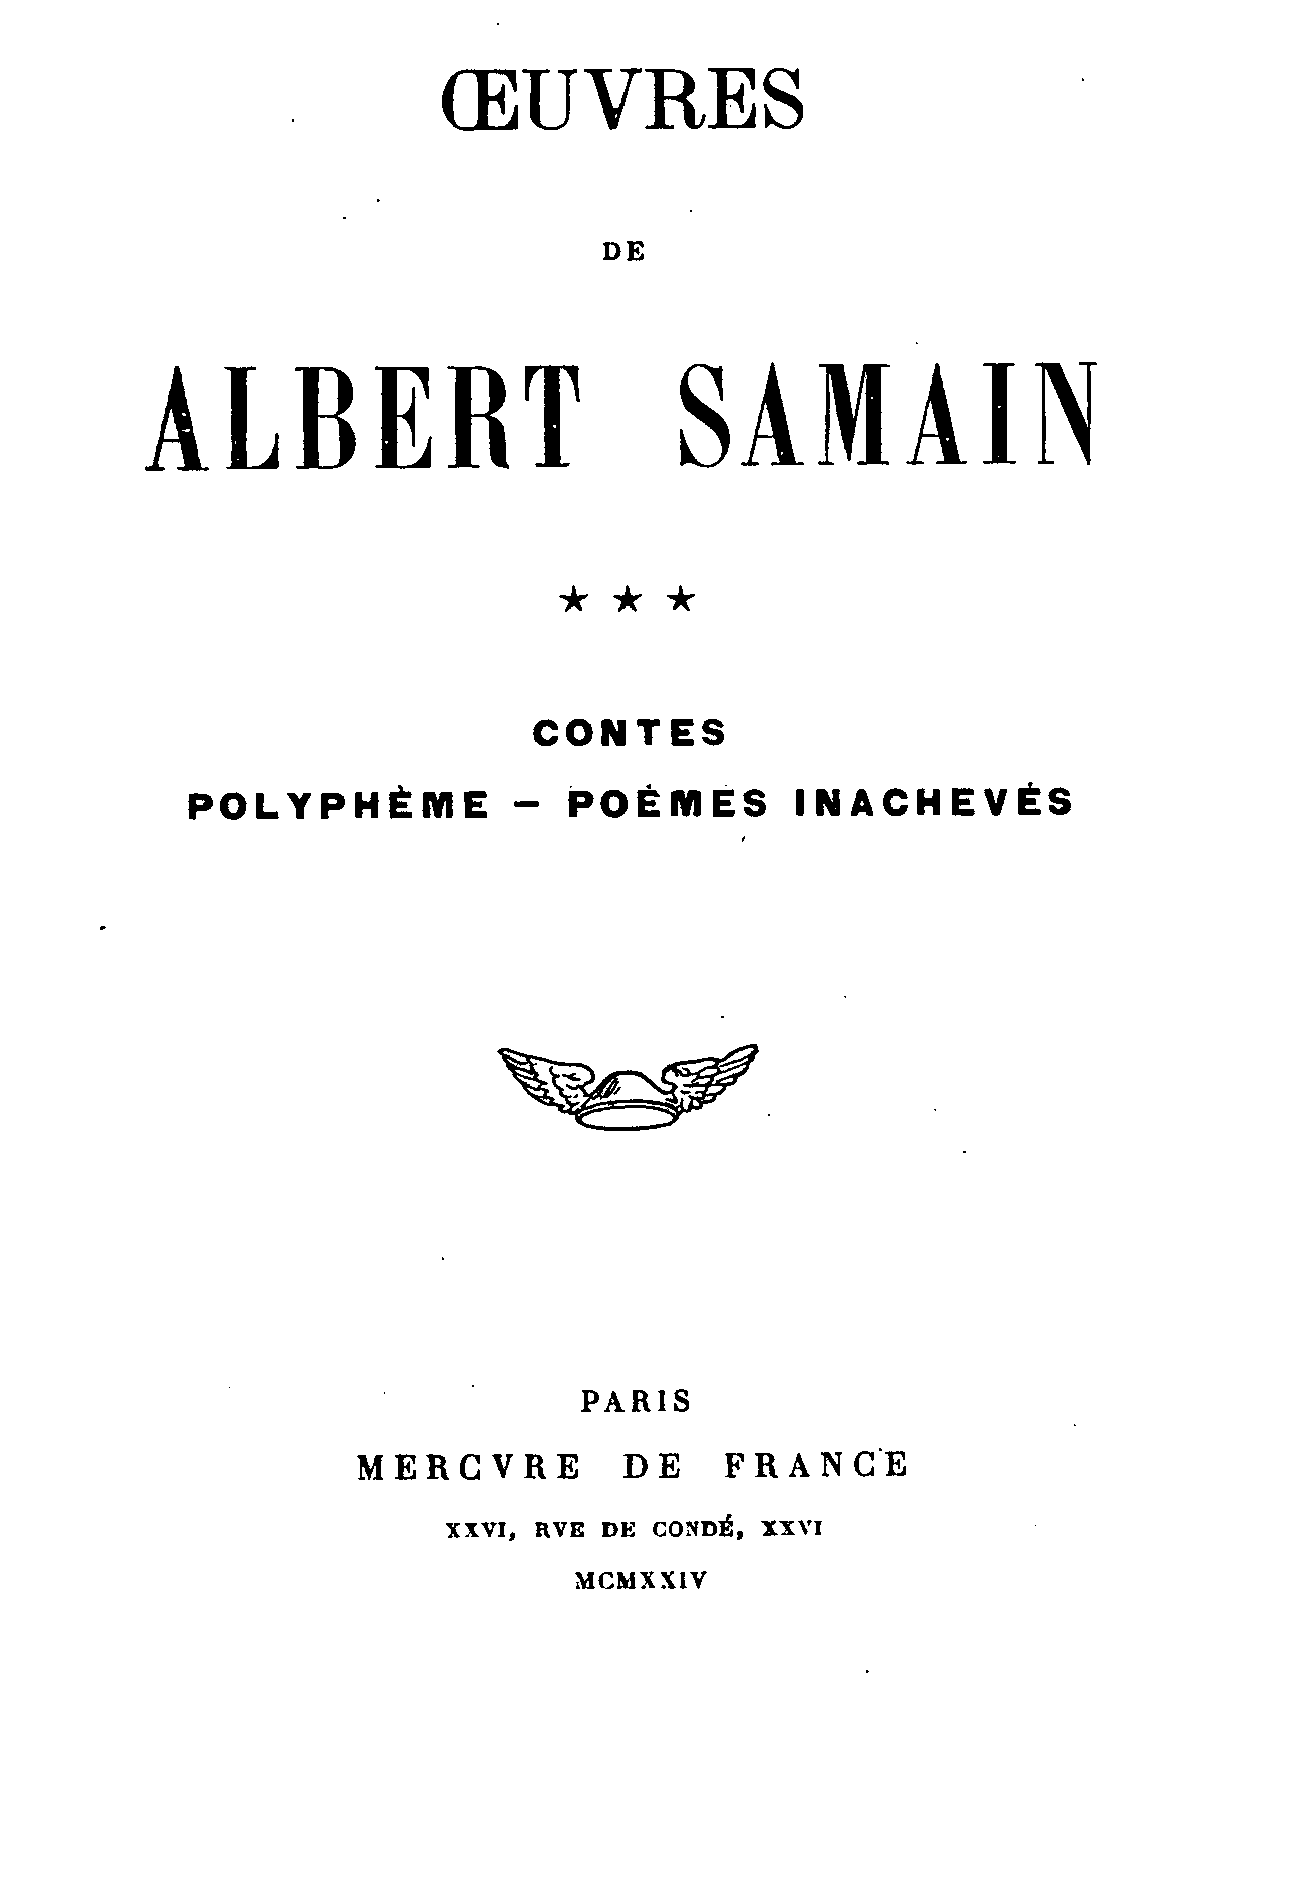 ŒUVRES
DE
ALBERT SAMAIN
★ ★ ★
CONTES
POLYPHÈME — POÈMES INACHEVÉS
PARIS
MERCVRE DE FRANCE
XXVI, RVE DE CONDÉ, XXVI
MCMXXIV